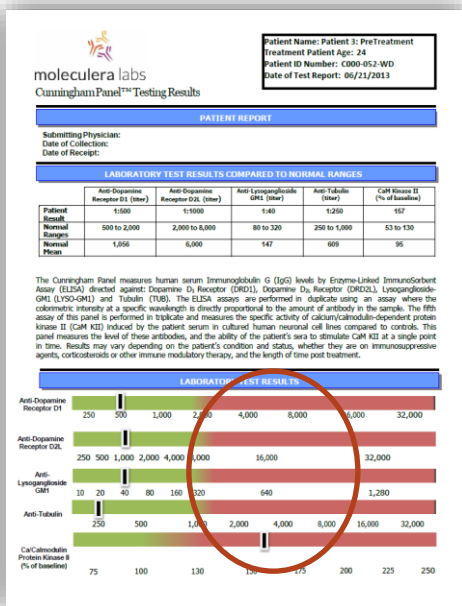 Patient Name: Patient 3: PreTreatment
Treatment Patient Age: 24
Patient ID Number: C000-052-WD
Date of Test Report: 06/21/2013
moleculera labs
Cunningham Panel™ Testing Results
PATIENT REPORT
Submitting Physician:
Date of Collection:
Date of Receipt:
LABORATORY TEST RESULTS COMPARED TO NORMAL RANGES
Anti-Dopamine Receptor D1 (titer) Anti-Dopamine Receptor D2L (titer) Anti-Lysoganglioside GM1 (titer) Anti-Tubulin (titer) CaM Kinase II (% of baseline)
Patient Result 1:500 1:1000 1:40 1:250 157
Normal Ranges 500 to 2,000 2,000 to 8,000 80 to 320 250 to 1,000 53 to 130
Normal Mean 1,056 6,000 147 609 95
The Cunningham Panel measures human serum Immunoglobulin G (IgG) levels by Enzyme-Linked ImmunoSorbent
Assay (ELISA) directed against: Dopamine D1 Receptor (DRD1), Dopamine D2L Receptor (DRD2L), Lysoganglioside-
GM1 (LYSO-GM1) and Tubulin (TUB). The ELISA assays are performed in duplicate using an assay where the
colorimetric intensity at a specific wavelength is directly proportional to the amount of antibody in the sample. The fifth
assay of this panel is performed in triplicate and measures the specific activity of calcium/calmodulin-dependent protein
kinase II (CaM KII) induced by the patient serum in cultured human neuronal cell lines compared to controls. This
panel measures the level of these antibodies, and the ability of the patient's sera to stimulate CaM KII at a single point
in time. Results may vary depending on the patient's condition and status, whether they are on immunosuppressive
agents, corticosteroids or other immune modulatory therapy, and the length of time post treatment.
LABORATORY TEST RESULTS
Anti-Dopamine
Receptor D1
250 500 1,000 4,000 8,000 16,000 32,000
Anti-Dopamine
Receptor D2L
250 500 1,000 2,000 4,000 16,000 32,000
Anti-
Lysoganglioside
GM1
10 20 40 80 160 320 640 1,280
Anti-Tubulin
250 500 2,000 4,000 8,000 16,000 32,000
Ca/Calmodulin
Protein Kinase II
(% of baseline)
75 100 130 175 200 225 250